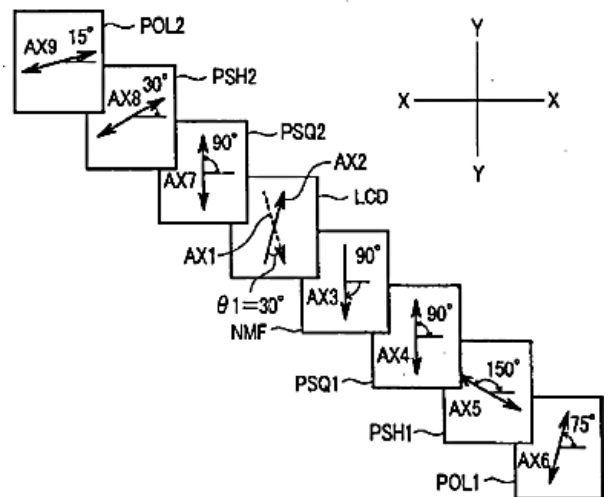 POL2
AX9 15°
PSH2
AX8 30°
PSQ2
AX7 90°
Y
X X
Y
AX2
LCD
AX1
θ1=30°
90°
AX3
NMF
90°
AX4
PSQ1
150°
AX5
PSH1
75°
AX6
POL1